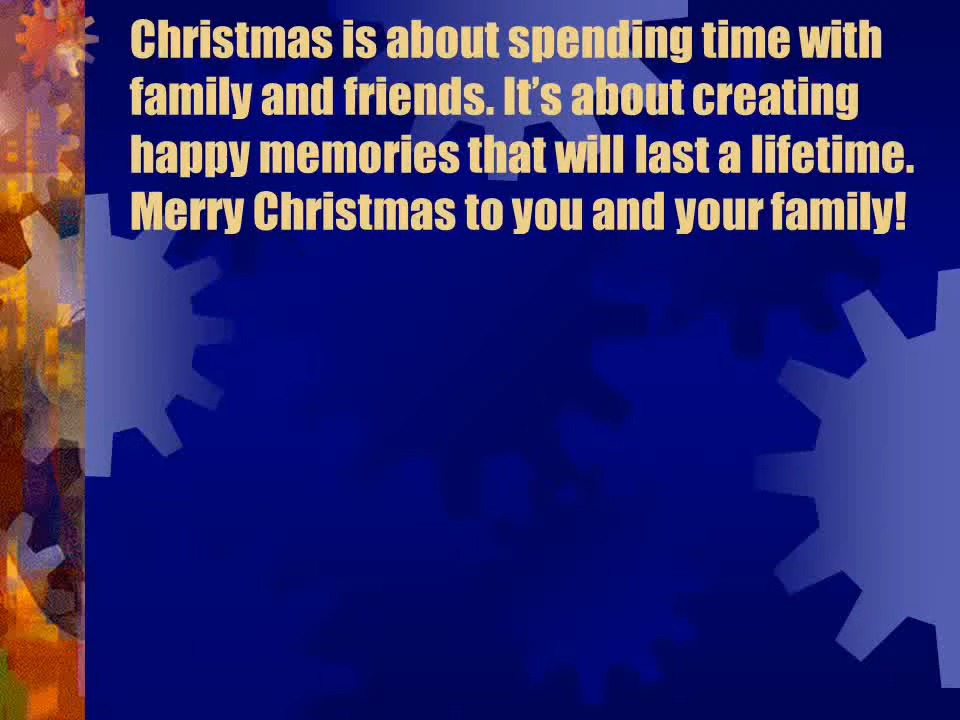 Christmas is about spending time with
family and friends. It’s about creating
happy memories that will last a lifetime.
Merry Christmas to you and your family!